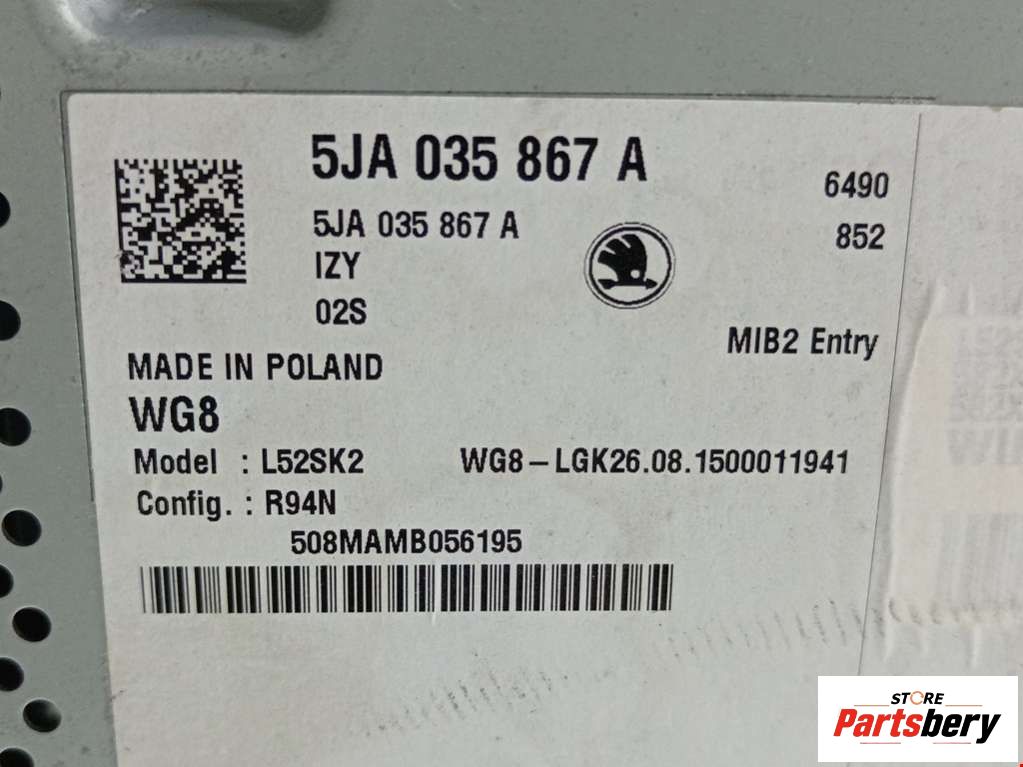 5JA 035 867 A
6490
5JA 035 867 A
852
IZY
02S
MIB2 Entry
MADE IN POLAND
WG8
Model : L52SK2 WG8-LGK26.08.1500011941
Config. : R94N
508MAMB056195
STORE
Partsbery